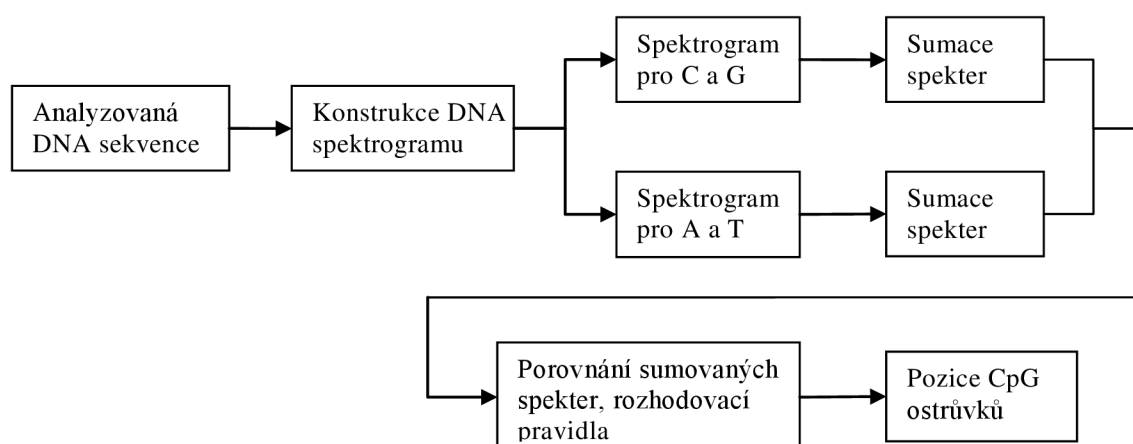 Analyzovaná
DNA sekvence
Konstrukce DNA
spektrogramu
Spektrogram
pro C a G
Sumace
spekter
Spektrogram
pro A a T
Sumace
spekter
Porovnání sumovaných
spekter, rozhodovací
pravidla
Pozice CpG
ostrůvků